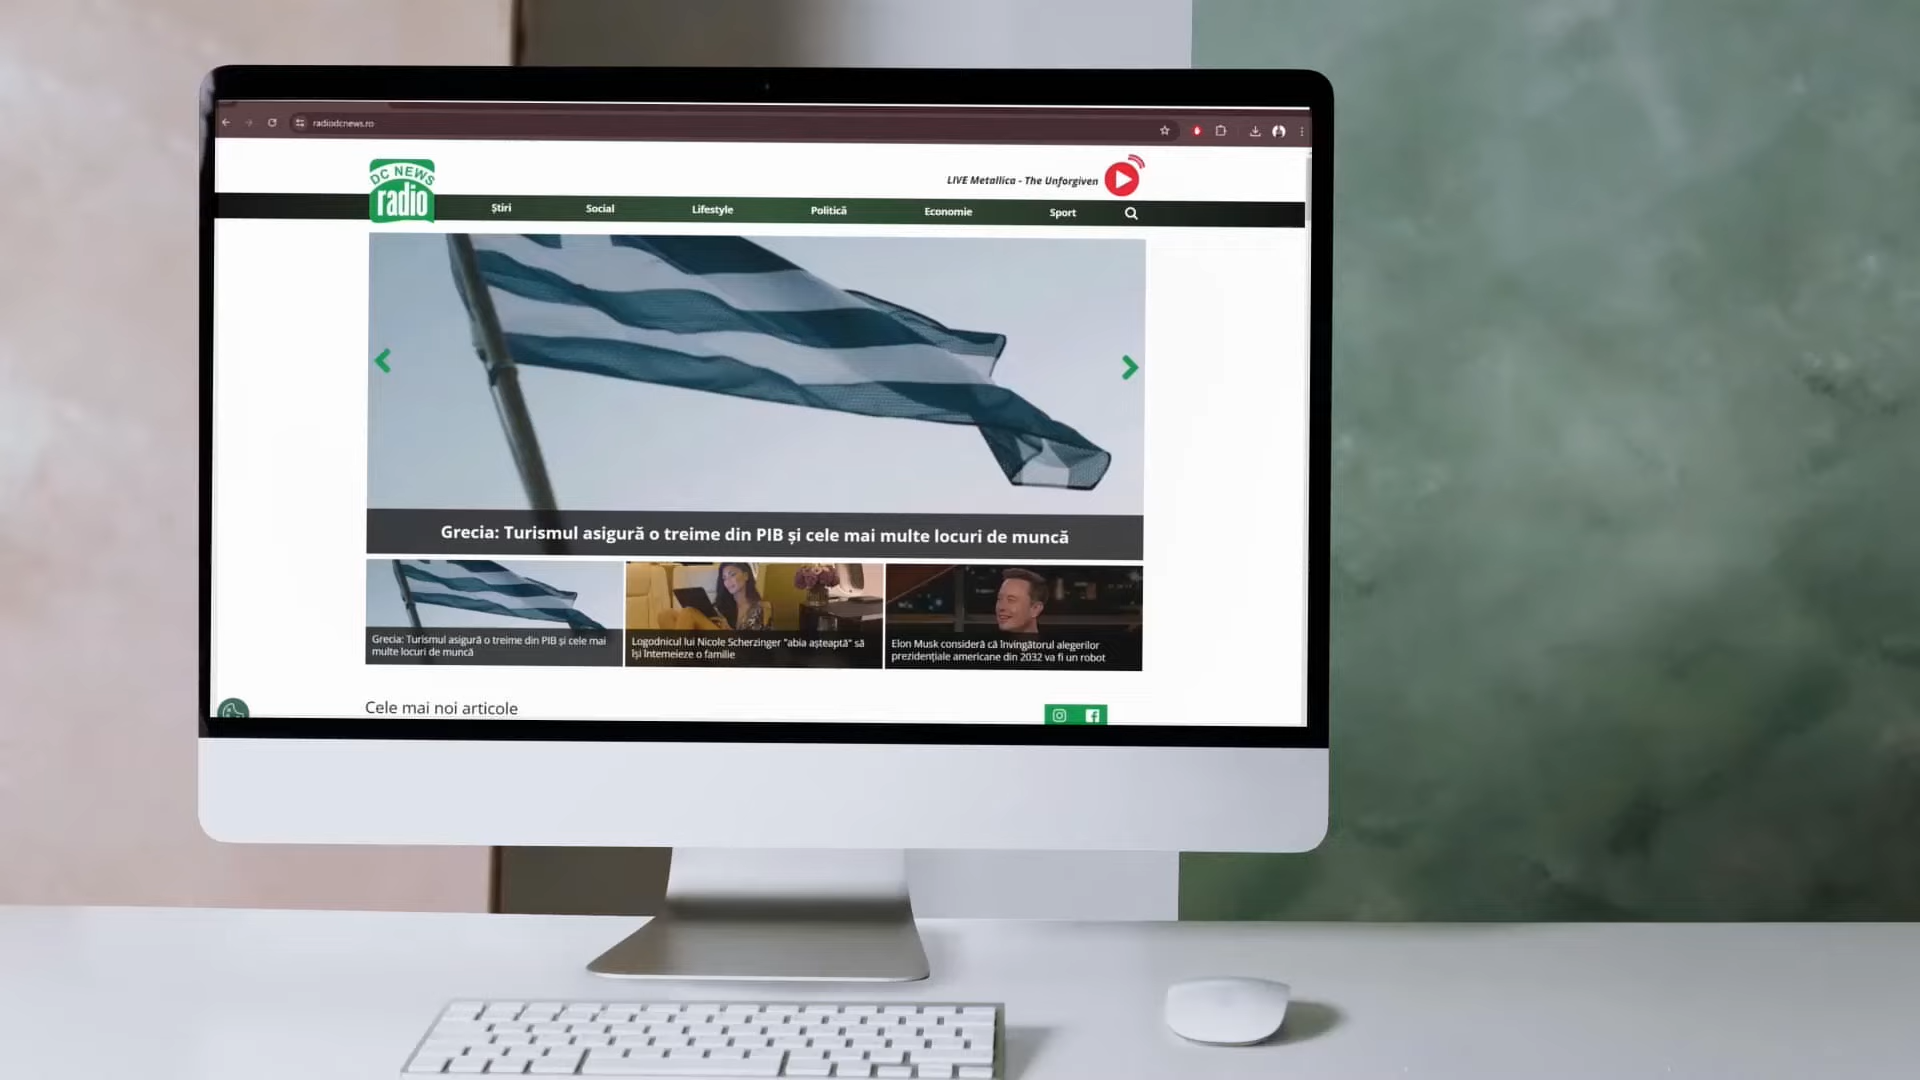 radiodcnews.ro
DC NEWS
radio
LIVE Metallica - The Unforgiven
Știri
Social
Lifestyle
Politică
Economie
Sport
Grecia: Turismul asigură o treime din PIB și cele mai multe locuri de muncă
Grecia: Turismul asigură o treime din PIB și cele mai
multe locuri de muncă
Logodnicul lui Nicole Scherzinger "abia așteaptă" să
își întemeieze o familie
Elon Musk consideră că învingătorul alegerilor
prezidențiale americane din 2032 va fi un robot
Cele mai noi articole